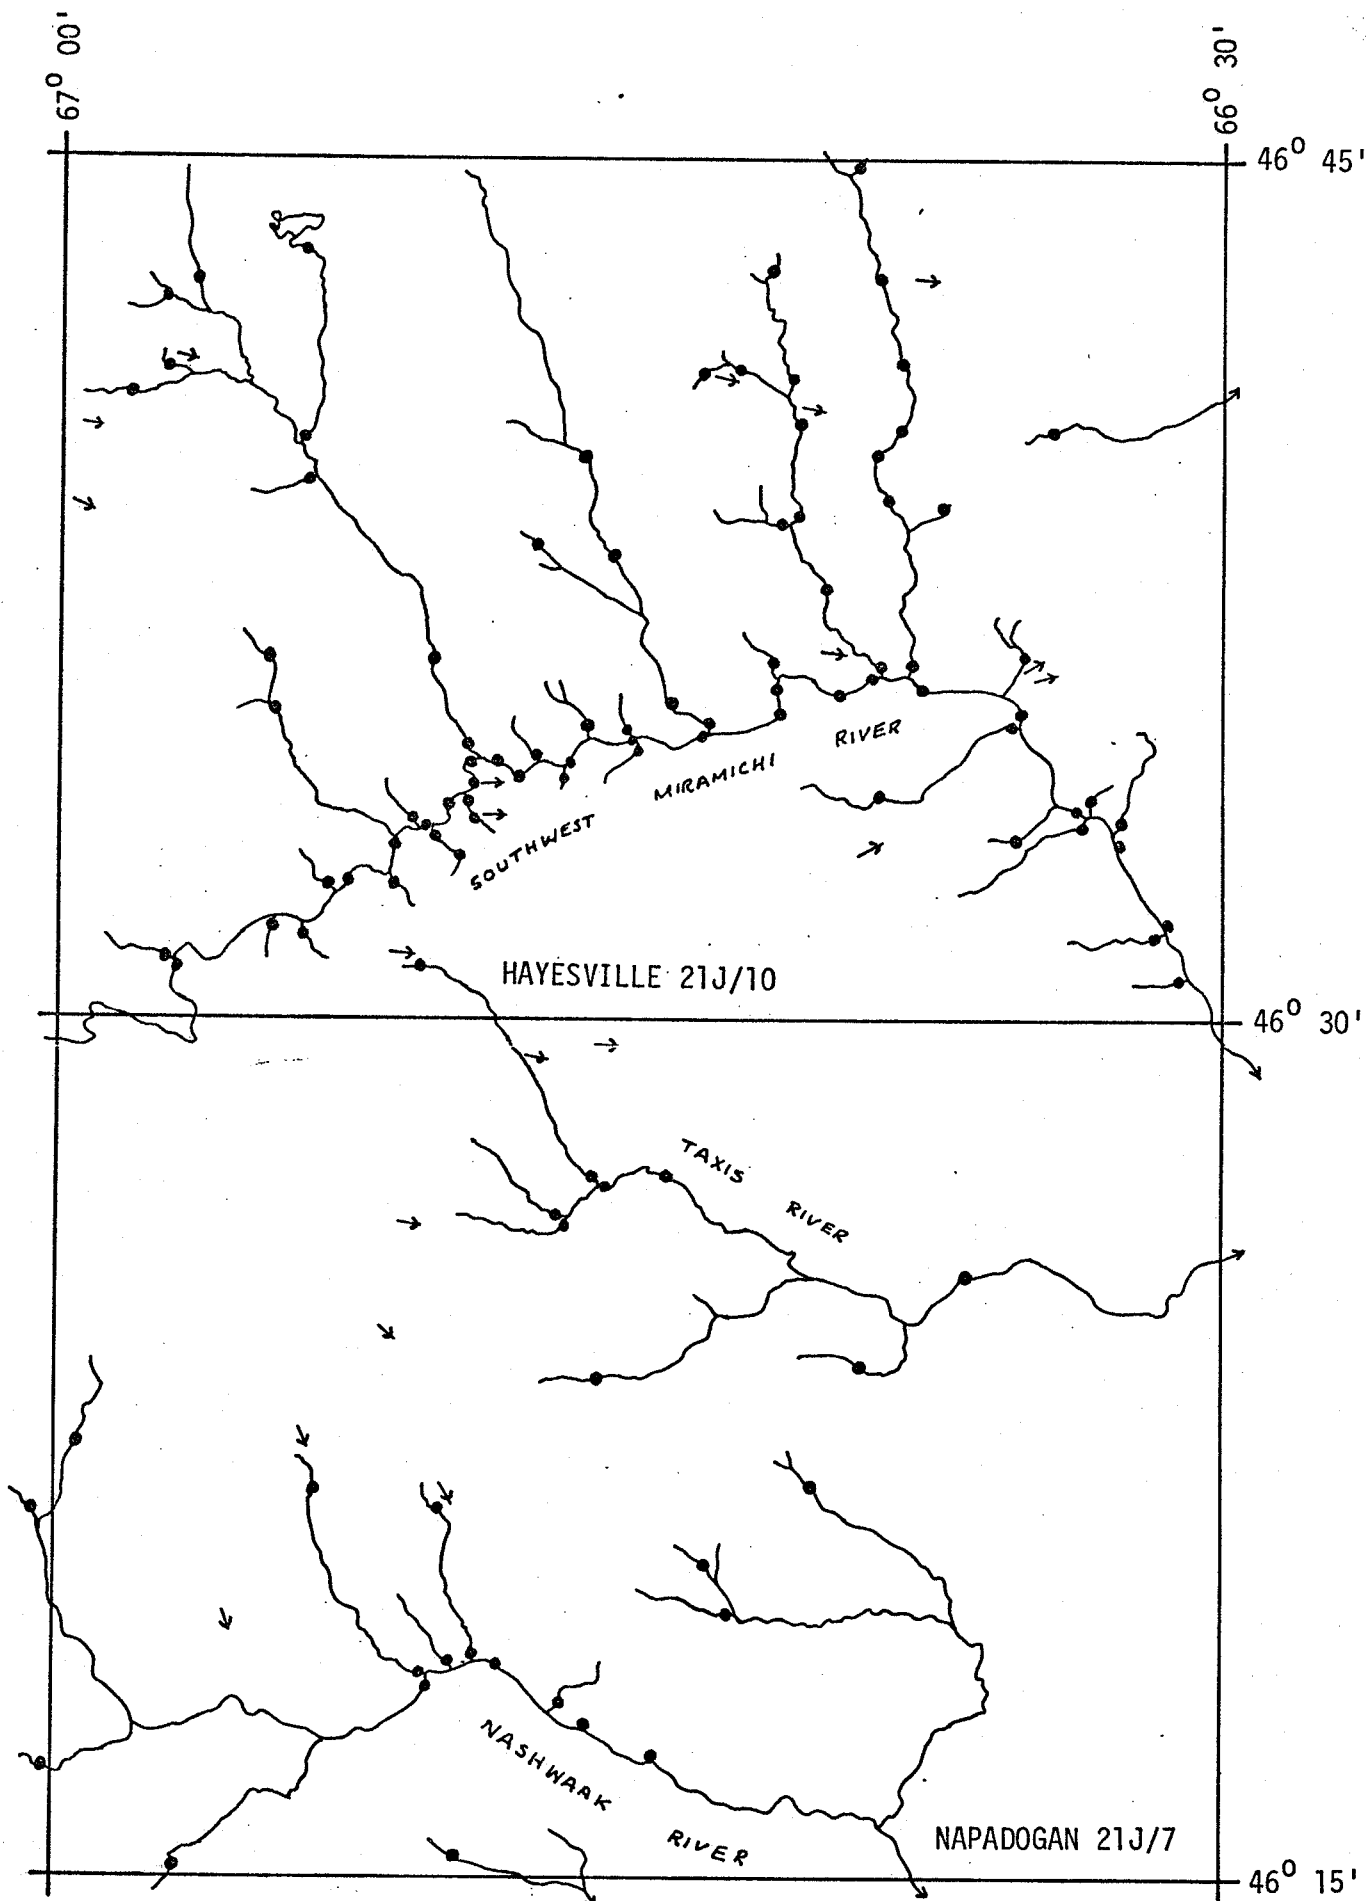 67° 00'
66° 30'
46° 45'
SOUTHWEST MIRAMICHI RIVER
HAYESVILLE 21J/10
46° 30'
TAXIS RIVER
NASHWAAK RIVER
NAPADOGAN 21J/7
46° 15'